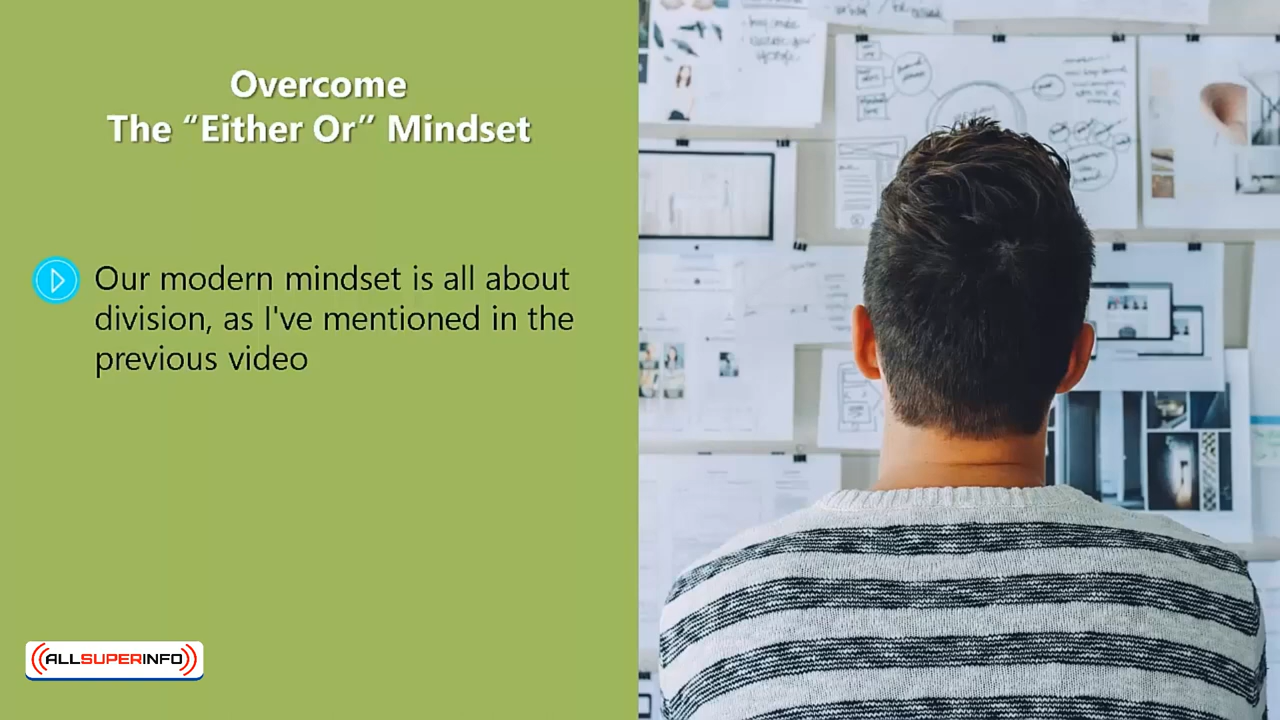 Overcome
The “Either Or” Mindset
Our modern mindset is all about
division, as I've mentioned in the
previous video
ALLSUPERINFO